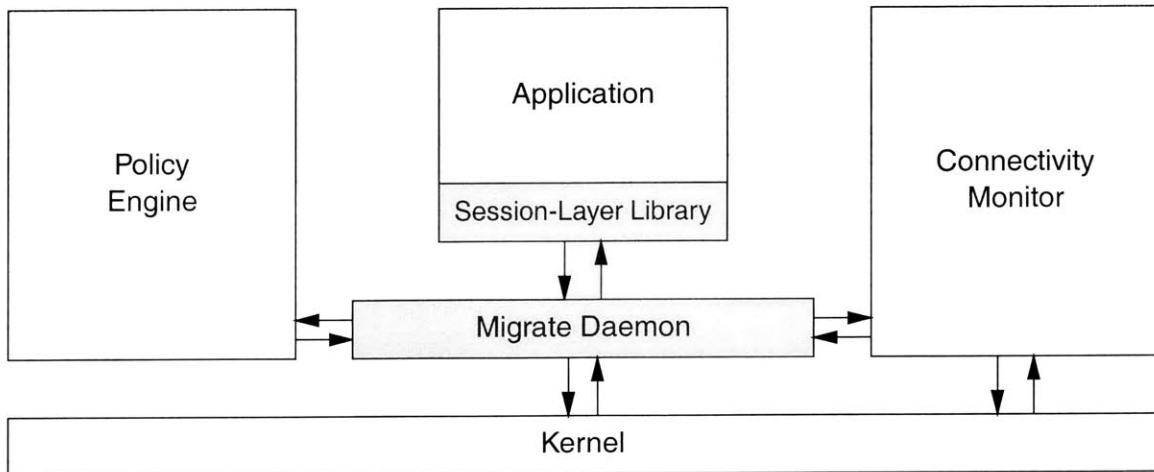 Policy
Engine
Application
Session-Layer Library
Connectivity
Monitor
Migrate Daemon
Kernel